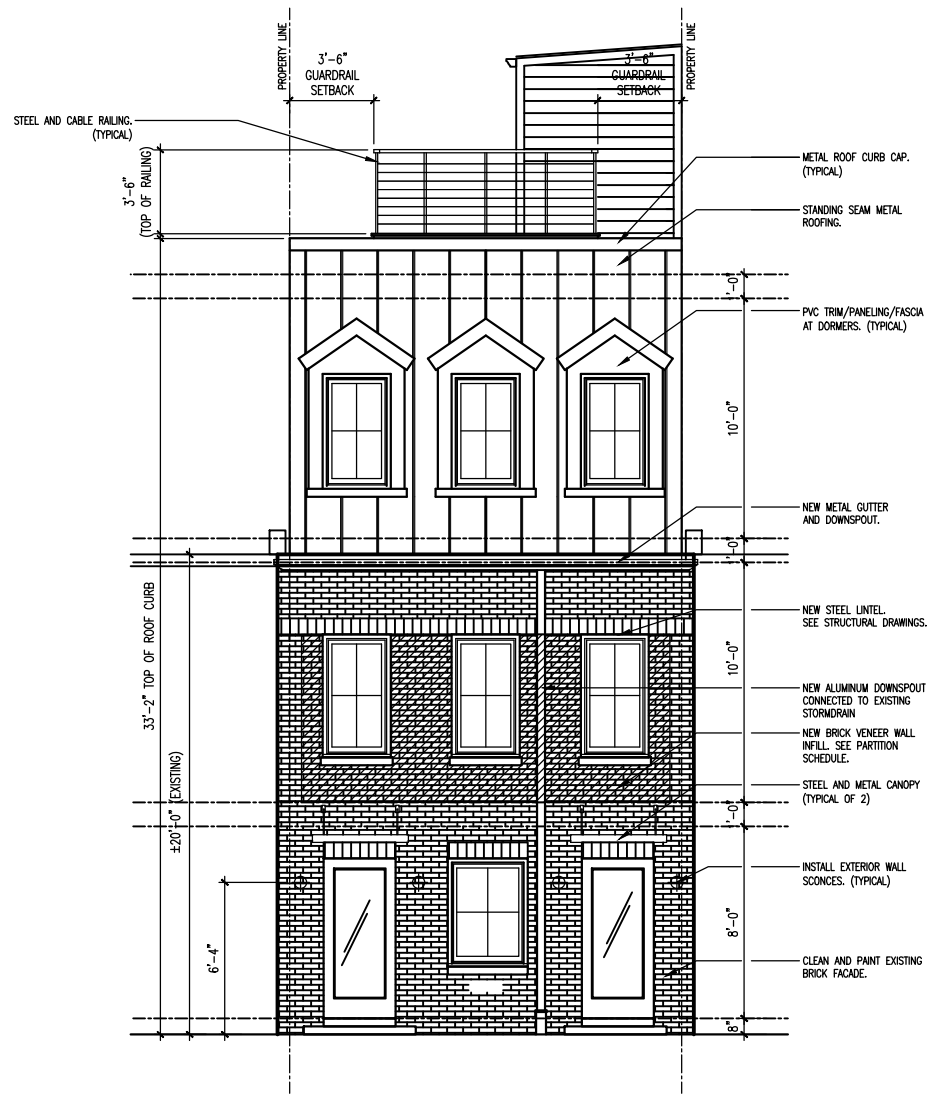 PROPERTY LINE
3'-6"
GUARDRAIL
SETBACK
3'-6"
GUARDRAIL
SETBACK
PROPERTY LINE
STEEL AND CABLE RAILING.
(TYPICAL)
3'-6"
(TOP OF RAILING)
METAL ROOF CURB CAP.
(TYPICAL)
STANDING SEAM METAL
ROOFING.
'-0"
PVC TRIM/PANELING/FASCIA
AT DORMERS. (TYPICAL)
10'-0"
NEW METAL GUTTER
AND DOWNSPOUT.
'-0"
33'-2" TOP OF ROOF CURB
±20'-0" (EXISTING)
NEW STEEL LINTEL.
SEE STRUCTURAL DRAWINGS.
10'-0"
NEW ALUMINUM DOWNSPOUT
CONNECTED TO EXISTING
STORMDRAIN
NEW BRICK VENEER WALL
INFILL. SEE PARTITION
SCHEDULE.
STEEL AND METAL CANOPY
(TYPICAL OF 2)
'-0"
INSTALL EXTERIOR WALL
SCONCES. (TYPICAL)
8'-0"
6'-4"
CLEAN AND PAINT EXISTING
BRICK FACADE.
8"